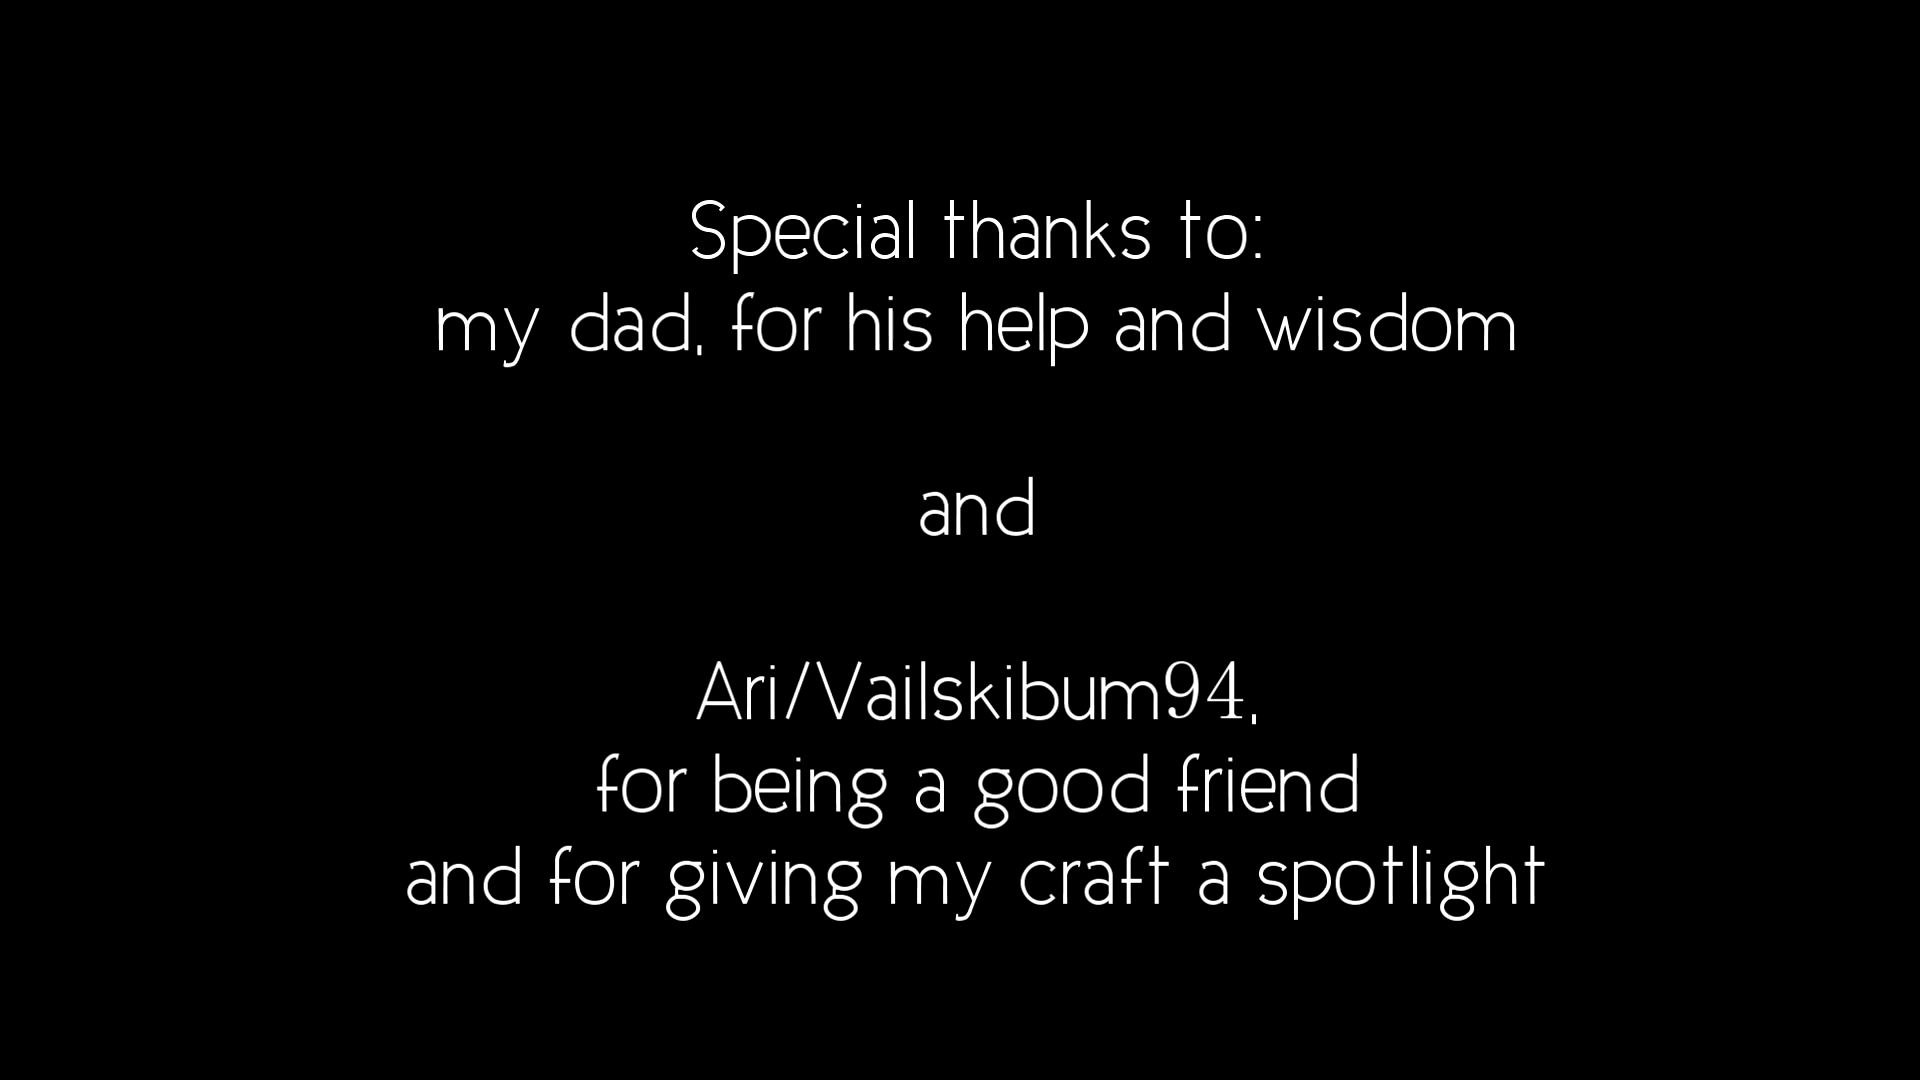 Special thanks to:
my dad, for his help and wisdom
and
Ari/Vailskibum94,
for being a good friend
and for giving my craft a spotlight